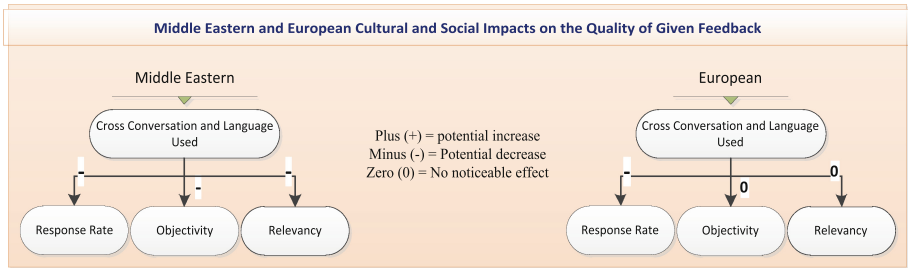 Middle Eastern and European Cultural and Social Impacts on the Quality of Given Feedback
Middle Eastern
Cross Conversation and Language
Used
-
-
-
Response Rate
Objectivity
Relevancy
Plus (+) = potential increase
Minus (-) = Potential decrease
Zero (0) = No noticeable effect
European
Cross Conversation and Language
Used
-
0
0
Response Rate
Objectivity
Relevancy